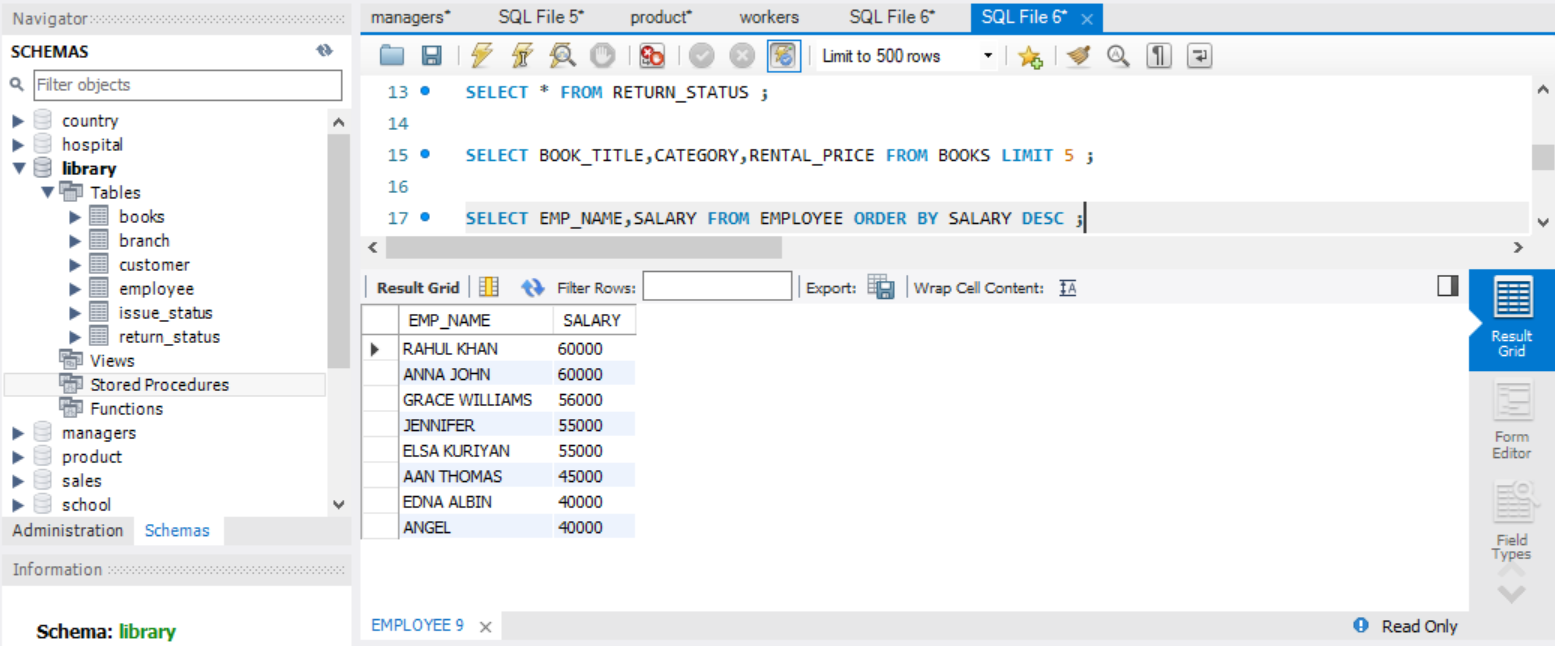 Navigator
managers* SQL File 5* product* workers SQL File 6* SQL File 6*
SCHEMAS
Filter objects
country
hospital
library
Tables
books
branch
customer
employee
issue_status
return_status
Views
Stored Procedures
Functions
managers
product
sales
school
Administration Schemas
Information
Schema: library
Limit to 500 rows
13 SELECT * FROM RETURN_STATUS ;
14
15 SELECT BOOK_TITLE,CATEGORY,RENTAL_PRICE FROM BOOKS LIMIT 5 ;
16
17 SELECT EMP_NAME,SALARY FROM EMPLOYEE ORDER BY SALARY DESC ;
Result Grid Filter Rows: Export: Wrap Cell Content: IA
EMP_NAME SALARY
RAHUL KHAN 60000
ANNA JOHN 60000
GRACE WILLIAMS 56000
JENNIFER 55000
ELSA KURIYAN 55000
AAN THOMAS 45000
EDNA ALBIN 40000
ANGEL 40000
Result
Grid
Form
Editor
Field
Types
EMPLOYEE 9
Read Only